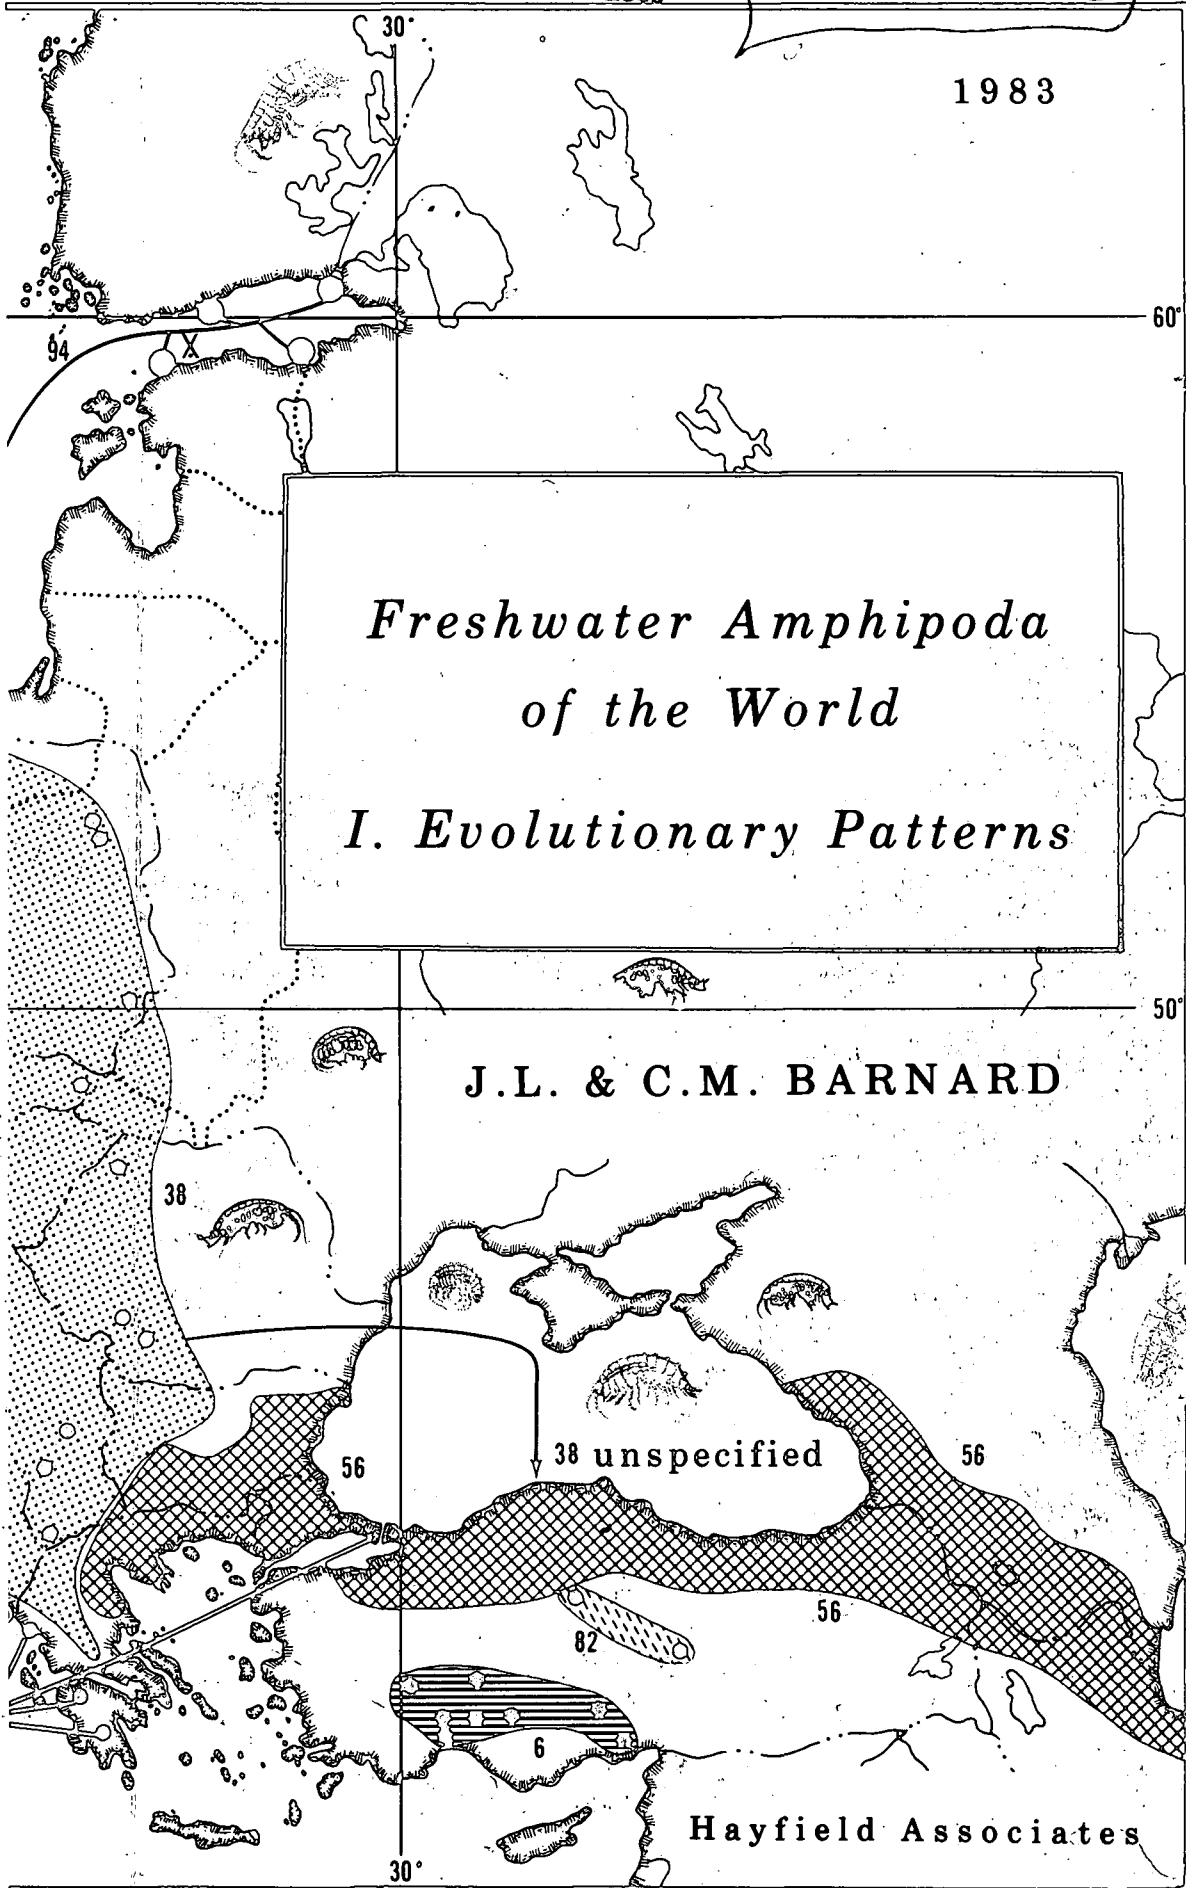 30°
1983
60°
94
Freshwater Amphipoda
of the World
I. Evolutionary Patterns
50°
J.L. & C.M. BARNARD
38
38 unspecified
56
56
56
82
6
Hayfield Associates
30°